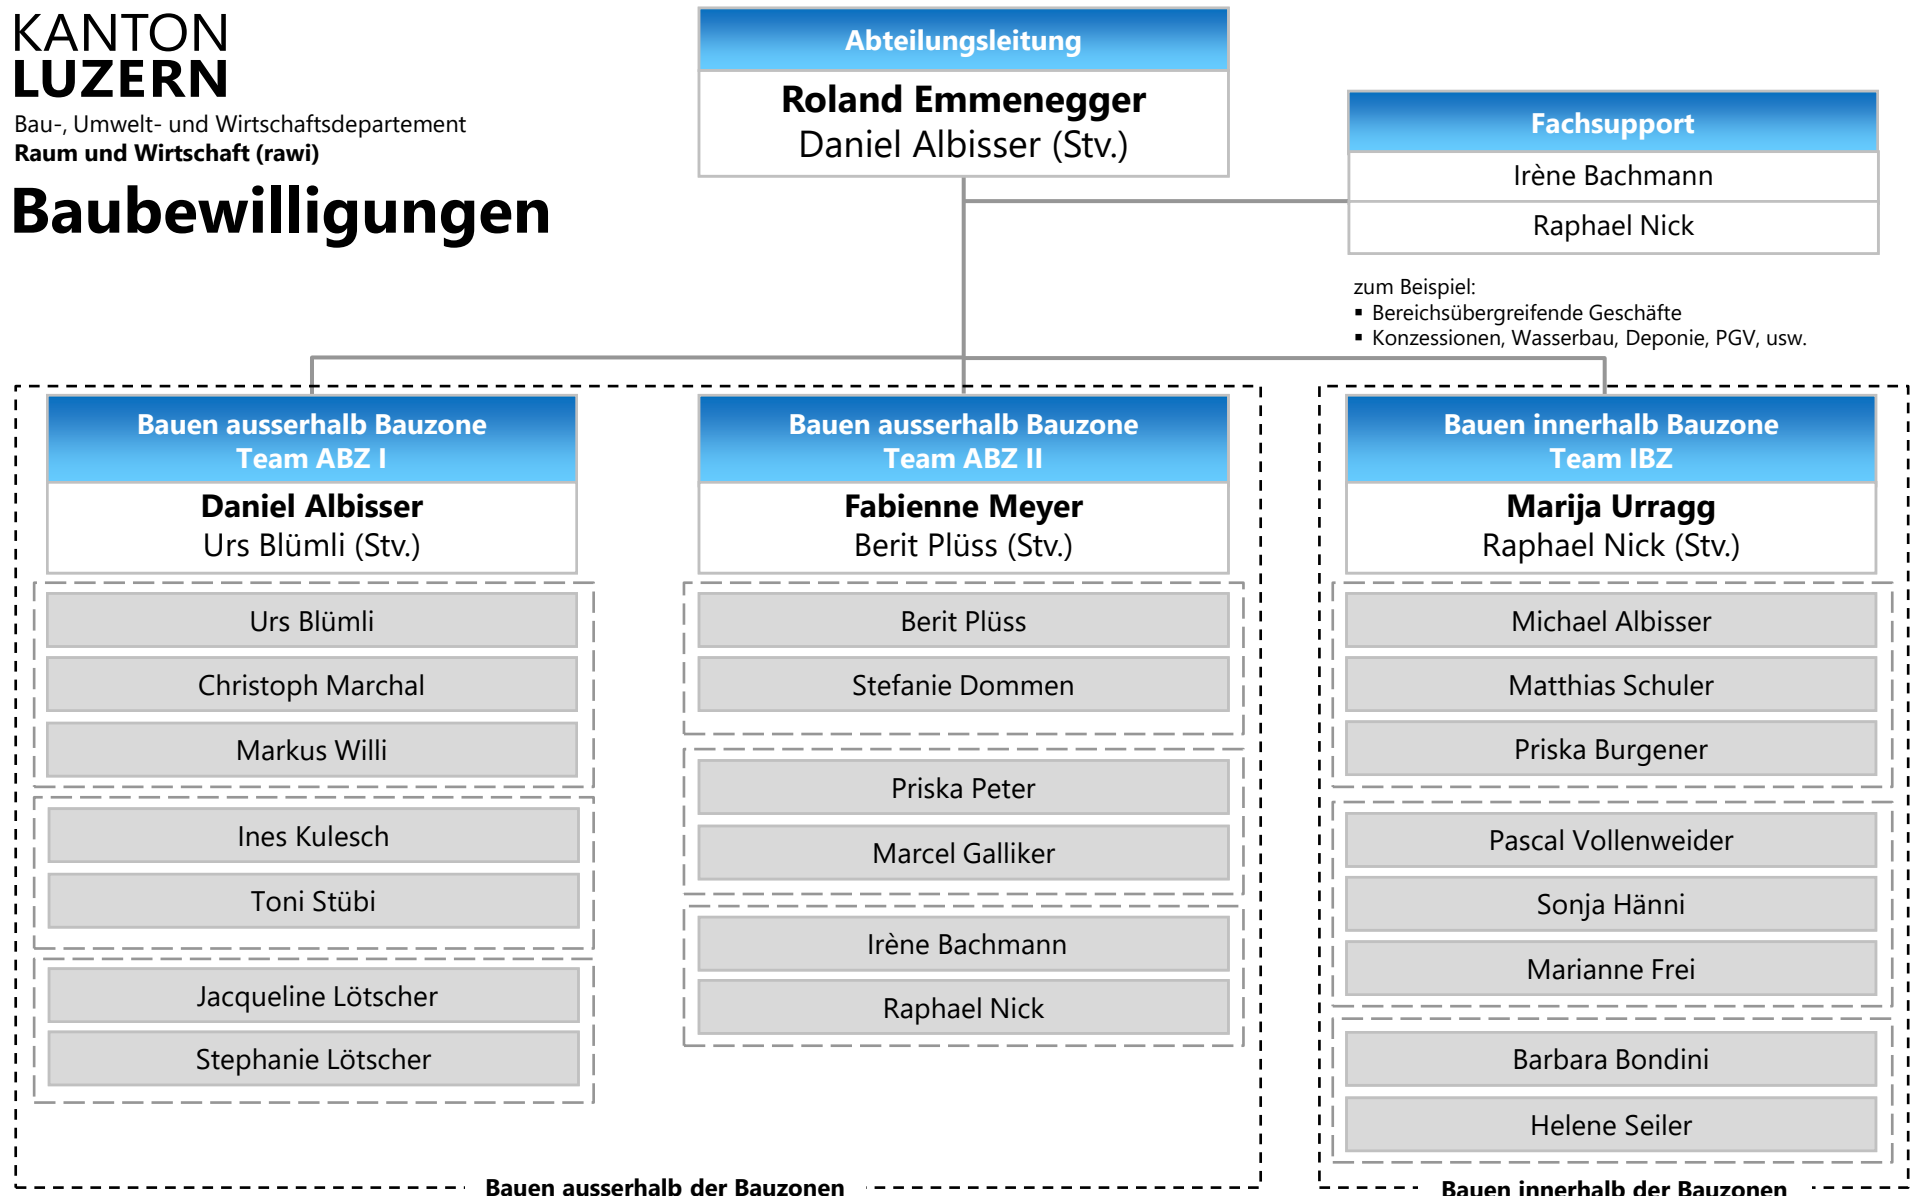 KANTON
LUZERN
Bau-, Umwelt- und Wirtschaftsdepartement
Raum und Wirtschaft (rawi)
Baubewilligungen
Abteilungsleitung
Roland Emmenegger
Daniel Albisser (Stv.)
Fachsupport
Irène Bachmann
Raphael Nick
zum Beispiel:
▪ Bereichsübergreifende Geschäfte
▪ Konzessionen, Wasserbau, Deponie, PGV, usw.
Bauen ausserhalb Bauzone
Team ABZ I
Daniel Albisser
Urs Blümli (Stv.)
Urs Blümli
Christoph Marchal
Markus Willi
Ines Kulesch
Toni Stübi
Jacqueline Lötscher
Stephanie Lötscher
Bauen ausserhalb Bauzone
Team ABZ II
Fabienne Meyer
Berit Plüss (Stv.)
Berit Plüss
Stefanie Dommen
Priska Peter
Marcel Galliker
Irène Bachmann
Raphael Nick
Bauen ausserhalb der Bauzonen
Bauen innerhalb Bauzone
Team IBZ
Marija Urragg
Raphael Nick (Stv.)
Michael Albisser
Matthias Schuler
Priska Burgener
Pascal Vollenweider
Sonja Hänni
Marianne Frei
Barbara Bondini
Helene Seiler
Bauen innerhalb der Bauzonen